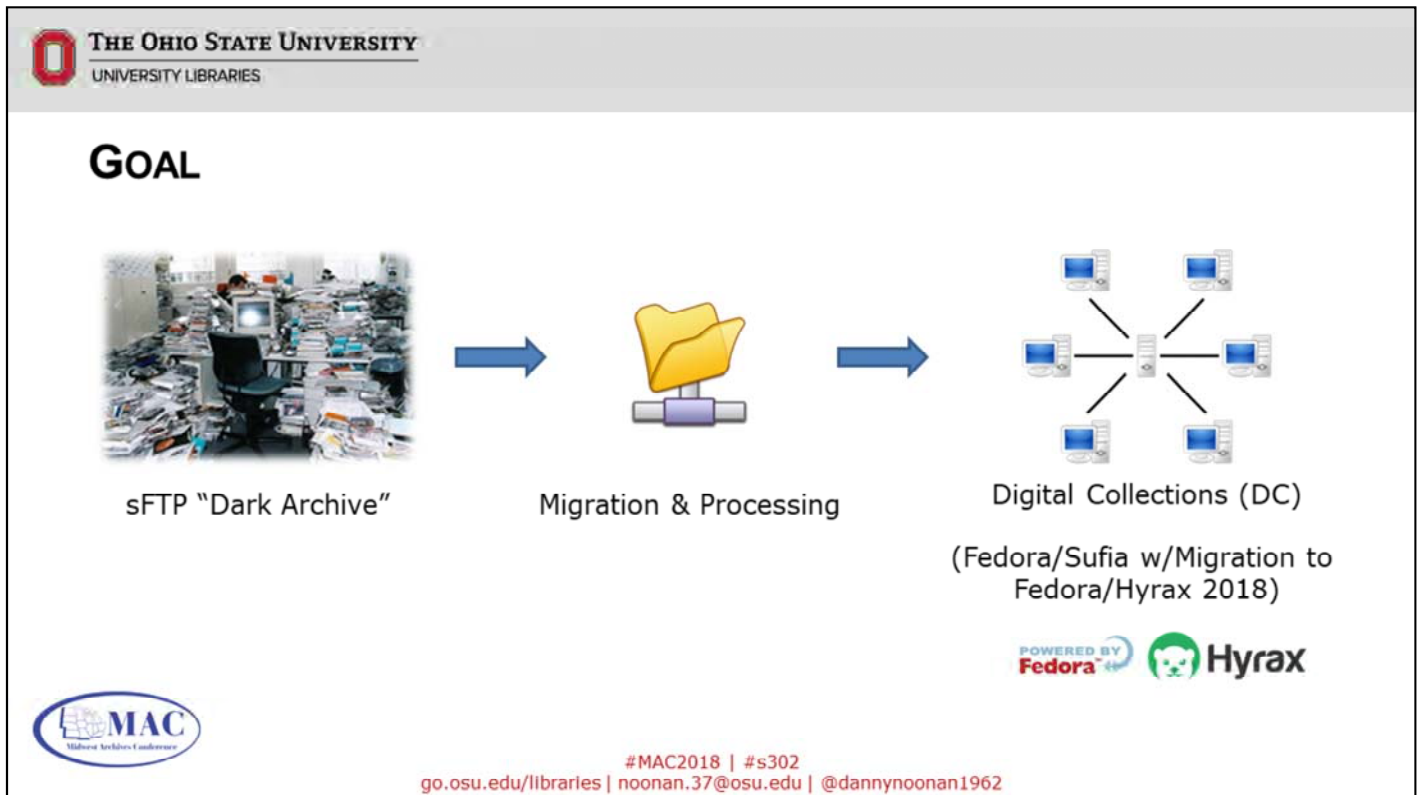 THE OHIO STATE UNIVERSITY
UNIVERSITY LIBRARIES
GOAL
sFTP “Dark Archive”
Migration & Processing
Digital Collections (DC)
(Fedora/Sufia w/Migration to
Fedora/Hyrax 2018)
POWERED BY
Fedora™
Hyrax
MAC
Midwest Archives Conference
#MAC2018 | #s302
go.osu.edu/libraries | noonan.37@osu.edu | @dannynoonan1962